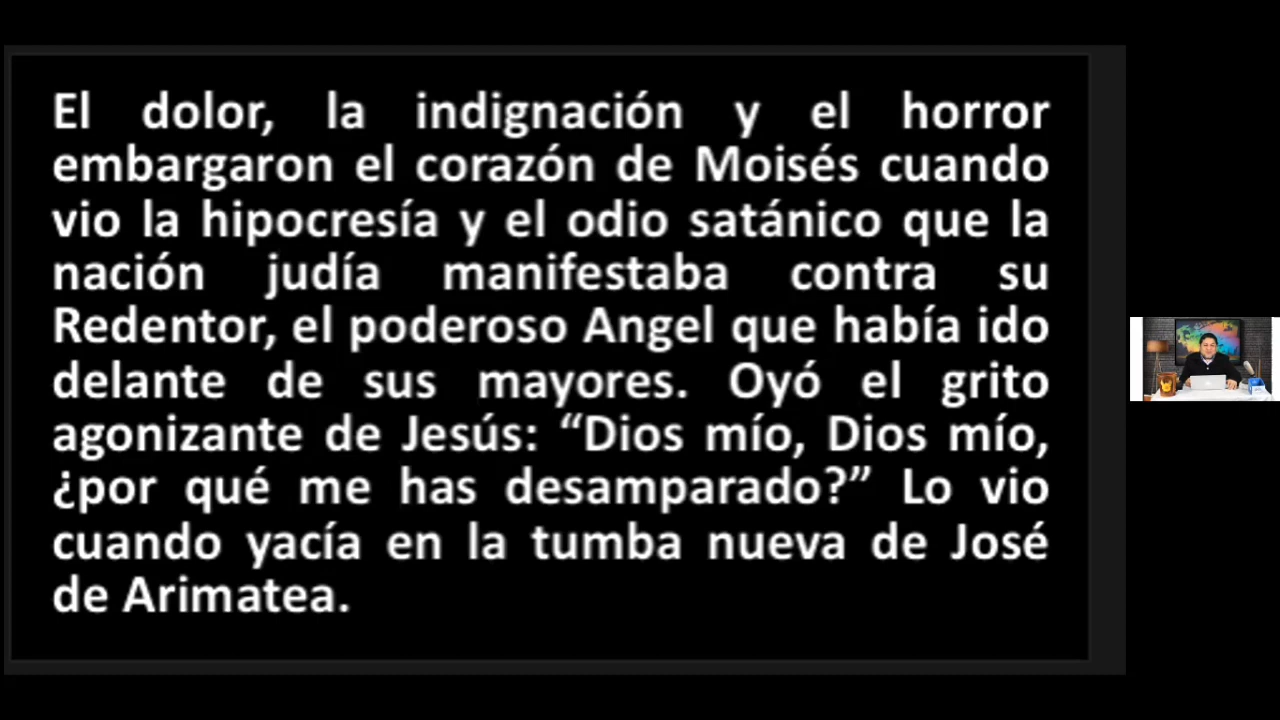 El dolor, la indignación y el horror
embargaron el corazón de Moisés cuando
vio la hipocresía y el odio satánico que la
nación judía manifestaba contra su
Redentor, el poderoso Angel que había ido
delante de sus mayores. Oyó el grito
agonizante de Jesús: “Dios mío, Dios mío,
¿por qué me has desamparado?” Lo vio
cuando yacía en la tumba nueva de José
de Arimatea.